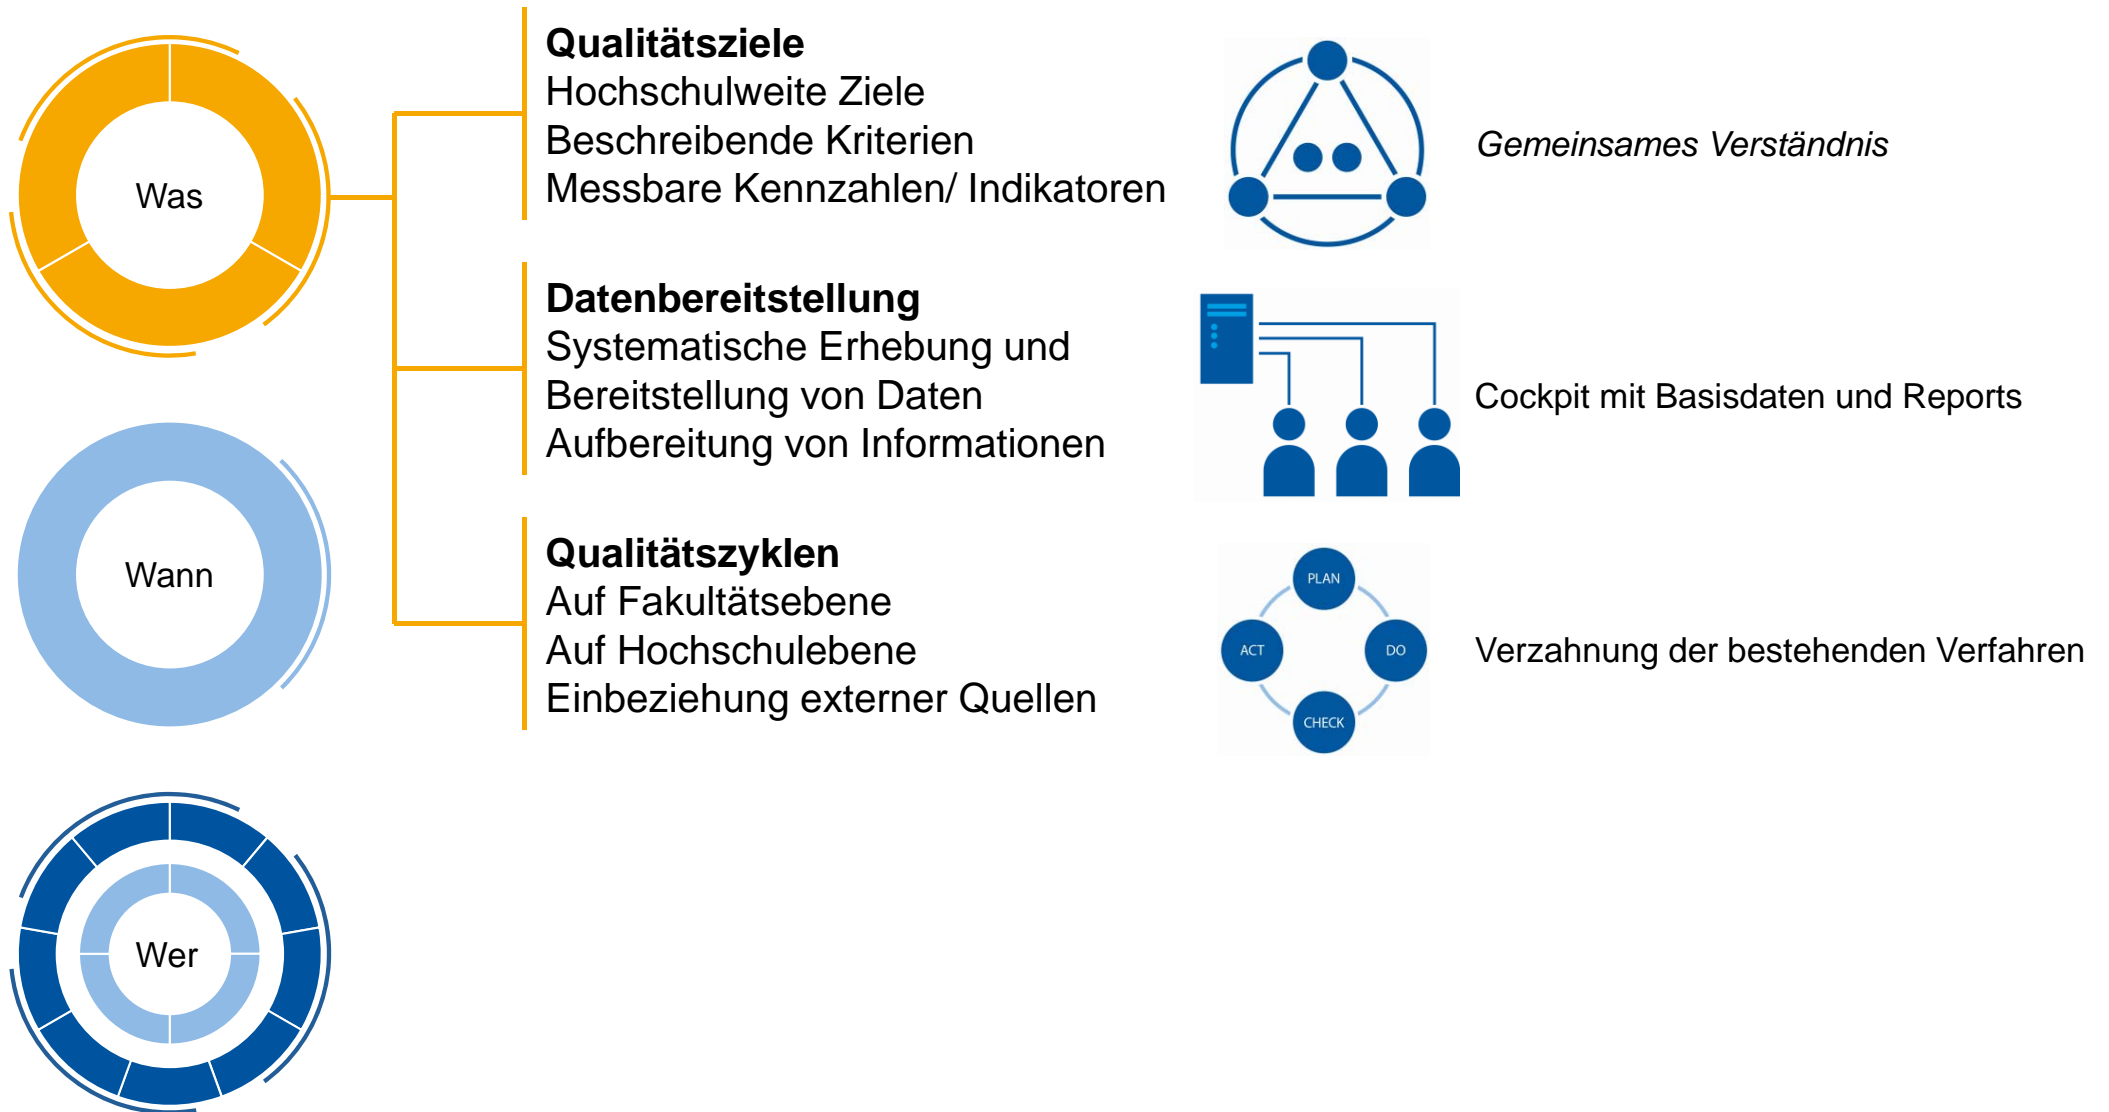 Was
Qualitätsziele
Hochschulweite Ziele
Beschreibende Kriterien
Messbare Kennzahlen/ Indikatoren
Gemeinsames Verständnis
Datenbereitstellung
Systematische Erhebung und
Bereitstellung von Daten
Aufbereitung von Informationen
Cockpit mit Basisdaten und Reports
Wann
Qualitätszyklen
Auf Fakultätsebene
Auf Hochschulebene
Einbeziehung externer Quellen
PLAN
ACT
DO
CHECK
Verzahnung der bestehenden Verfahren
Wer